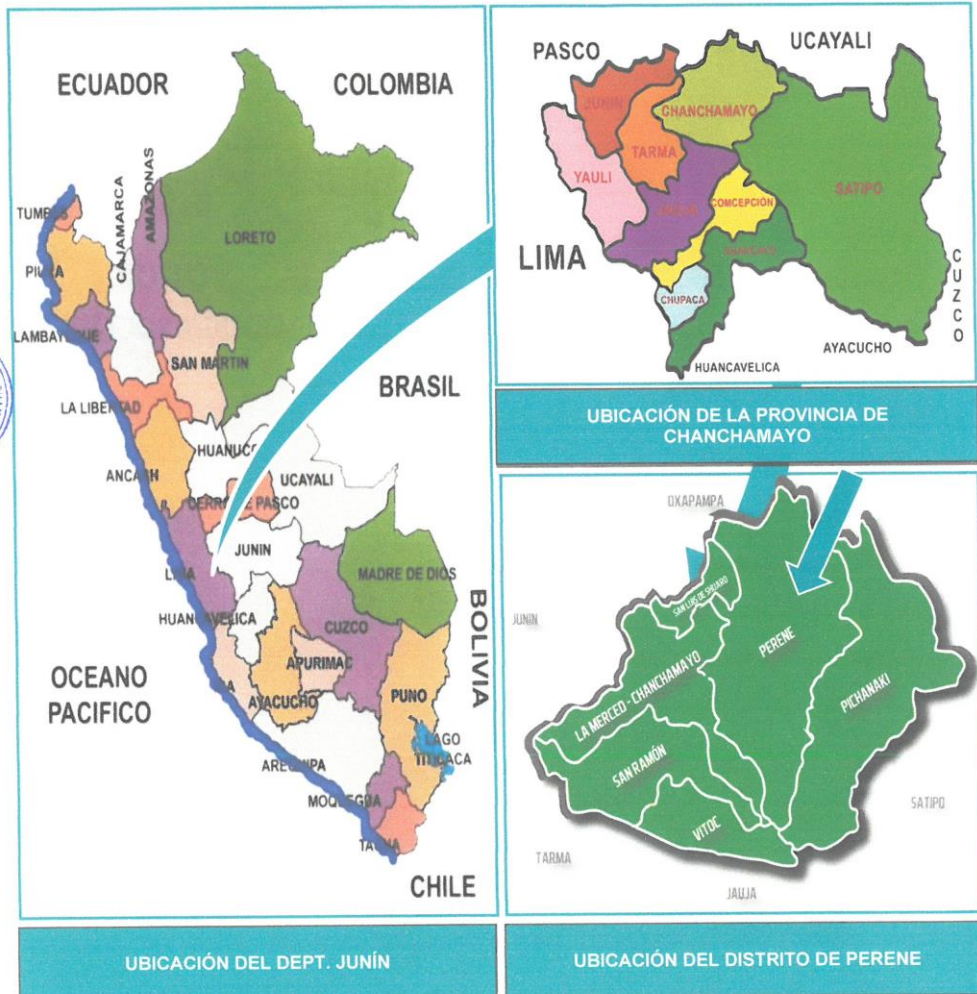 ECUADOR
COLOMBIA
TUMBES
PIURA
LAMBAYEQUE
CAJAMARCA
AMAZONAS
LORETO
SAN MARTIN
LA LIBERTAD
BRASIL
HUANUCO
ANCASH
UCAYALI
CERRO DE PASCO
JUNIN
LIMA
MADRE DE DIOS
HUANCAVELICA
CUZCO
BOLIVIA
APURIMAC
AYACUCHO
PUNO
OCEANO
PACIFICO
LAGO
TITICACA
AREQUIPA
MOQUEGUA
TACNA
CHILE
UBICACIÓN DEL DEPT. JUNÍN
PASCO
UCAYALI
JUNIN
CHANCHAMAYO
TARMA
YAULI
SATIPO
COMCEPCIÓN
LIMA
HUANCAYO
CHUPACA
CUZCO
AYACUCHO
HUANCAVELICA
UBICACIÓN DE LA PROVINCIA DE
CHANCHAMAYO
OXAPAMPA
SAN LUIS DE SHUARO
JUNIN
PERENE
LA MERCED - CHANCHAMAYO
PICHANAKI
SAN RAMÓN
VITOC
SATIPO
TARMA
JAUJA
UBICACIÓN DEL DISTRITO DE PERENE